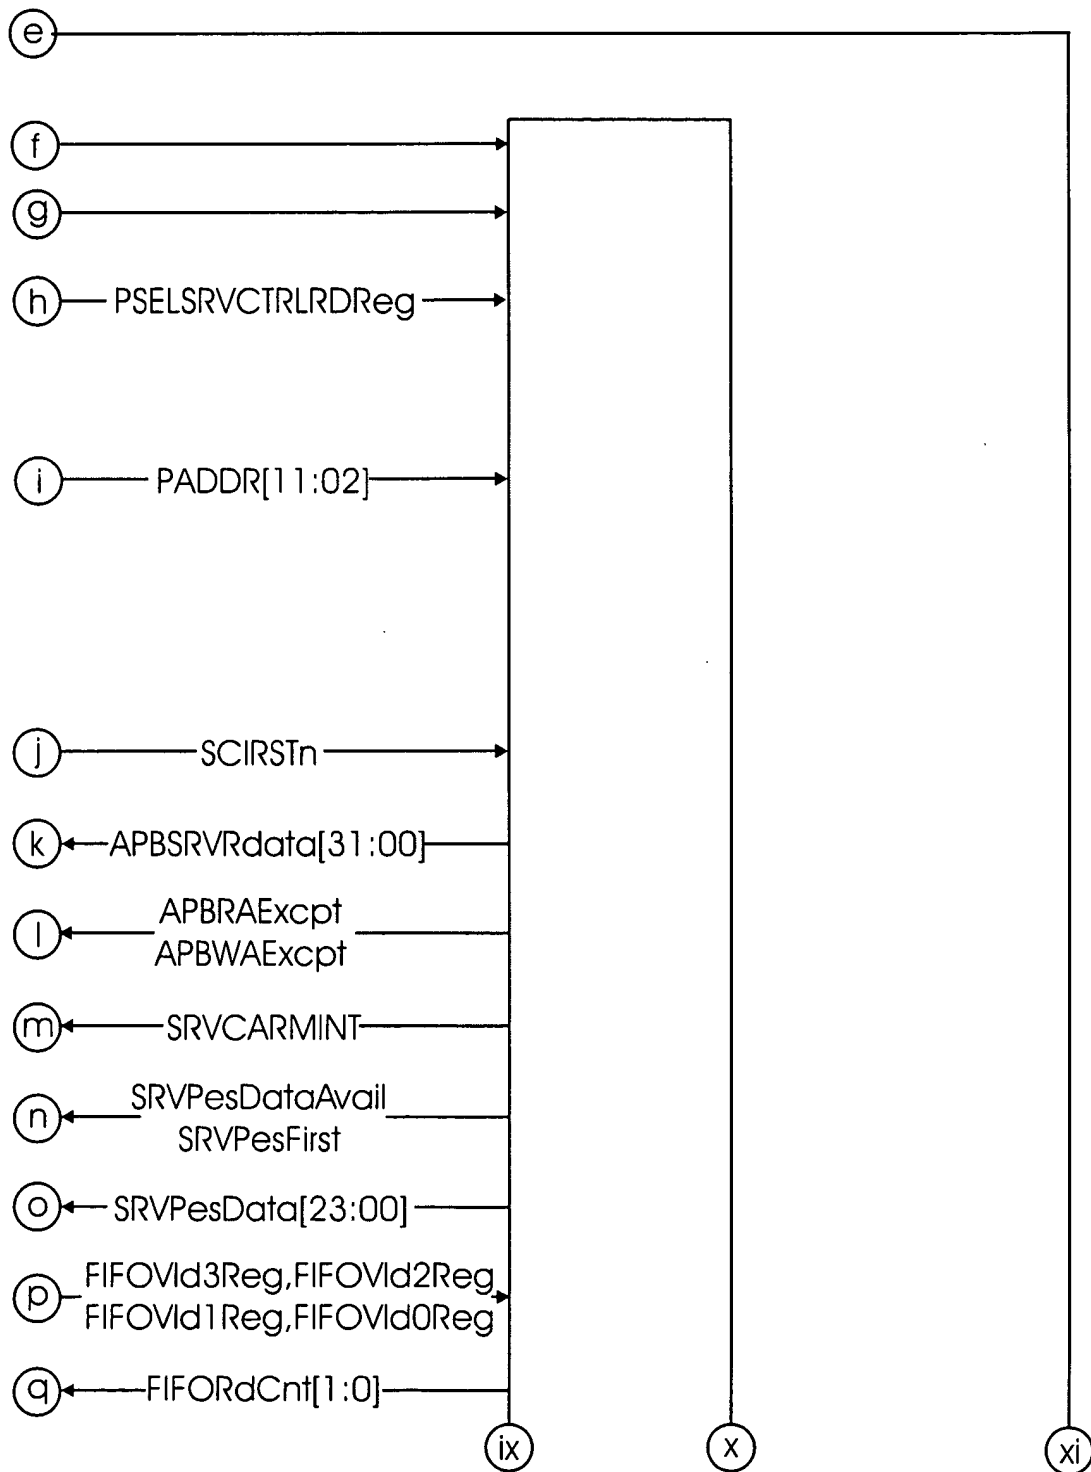 e
f
g
h PSELSRVCTRLRDReg
i PADDR[11:02]
j SCIRSTn
k APBSRVRdata[31:00]
l APBRAExcpt
APBWAExcpt
m SRVCARMINT
n SRVPesDataAvail
SRVPesFirst
o SRVPesData[23:00]
p FIFOVld3Reg,FIFOVld2Reg
FIFOVld1Reg,FIFOVld0Reg
q FIFORdCnt[1:0]
ix x xi